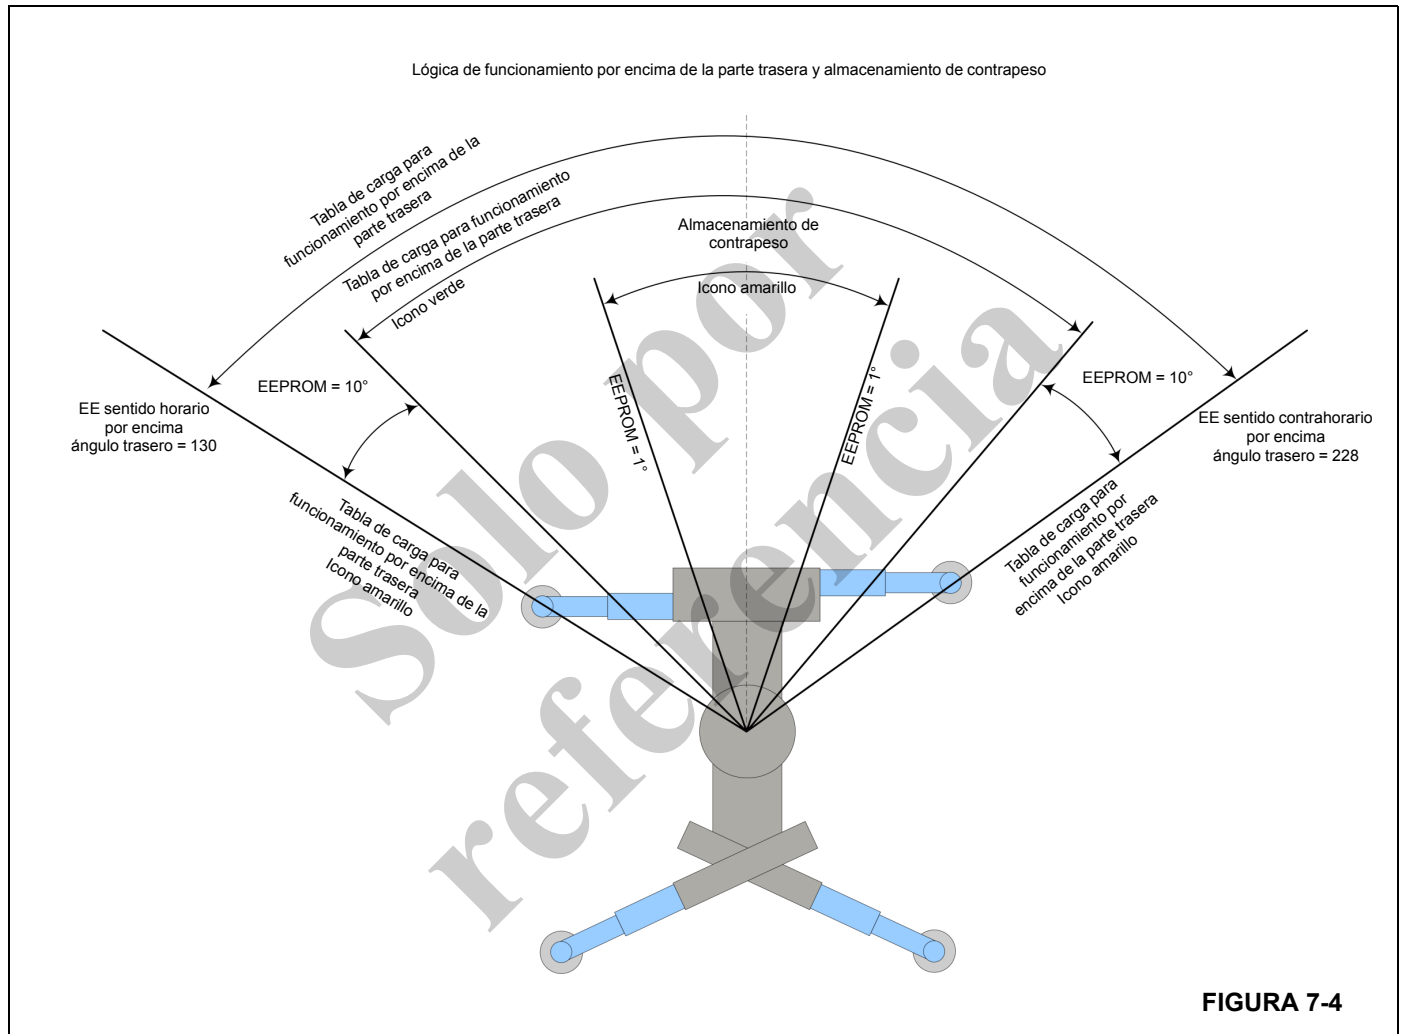 Lógica de funcionamiento por encima de la parte trasera y almacenamiento de contrapeso
Tabla de carga para
funcionamiento por encima de la
parte trasera
Tabla de carga para funcionamiento
por encima de la parte trasera
Icono verde
Almacenamiento de
contrapeso
Icono amarillo
EEPROM = 10°
EEPROM = 1°
EEPROM = 1°
EEPROM = 10°
EE sentido horario
por encima
ángulo trasero = 130
EE sentido contrahorario
por encima
ángulo trasero = 228
Tabla de carga para
funcionamiento por encima de la
parte trasera
Icono amarillo
Tabla de carga para
funcionamiento por
encima de la parte trasera
Icono amarillo
Solo por
referencia
FIGURA 7-4